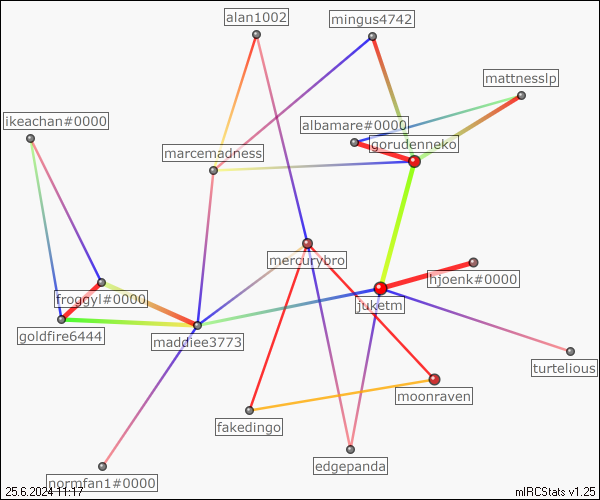 alan1002
mingus4742
mattnesslp
ikeachan#0000
albamare#0000
gorudenneko
marcemadness
mercurybro
hjoenk#0000
froggyl#0000
juketm
goldfire6444
maddiee3773
turtelious
moonraven
fakedingo
edgepanda
normfan1#0000
25.6.2024 11:17
mIRCStats v1.25